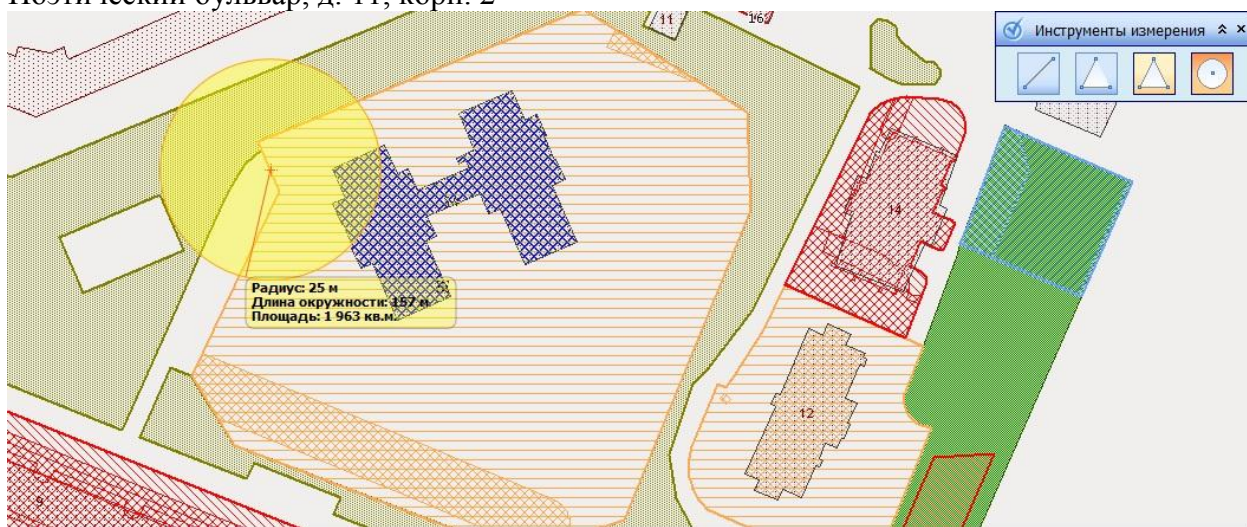 Поэтический бульвар, д. 11, корп. 2
11
16
Инструменты измерения
14
Радиус: 25 м
Длина окружности: 157 м
Площадь: 1 963 кв.м.
12
9